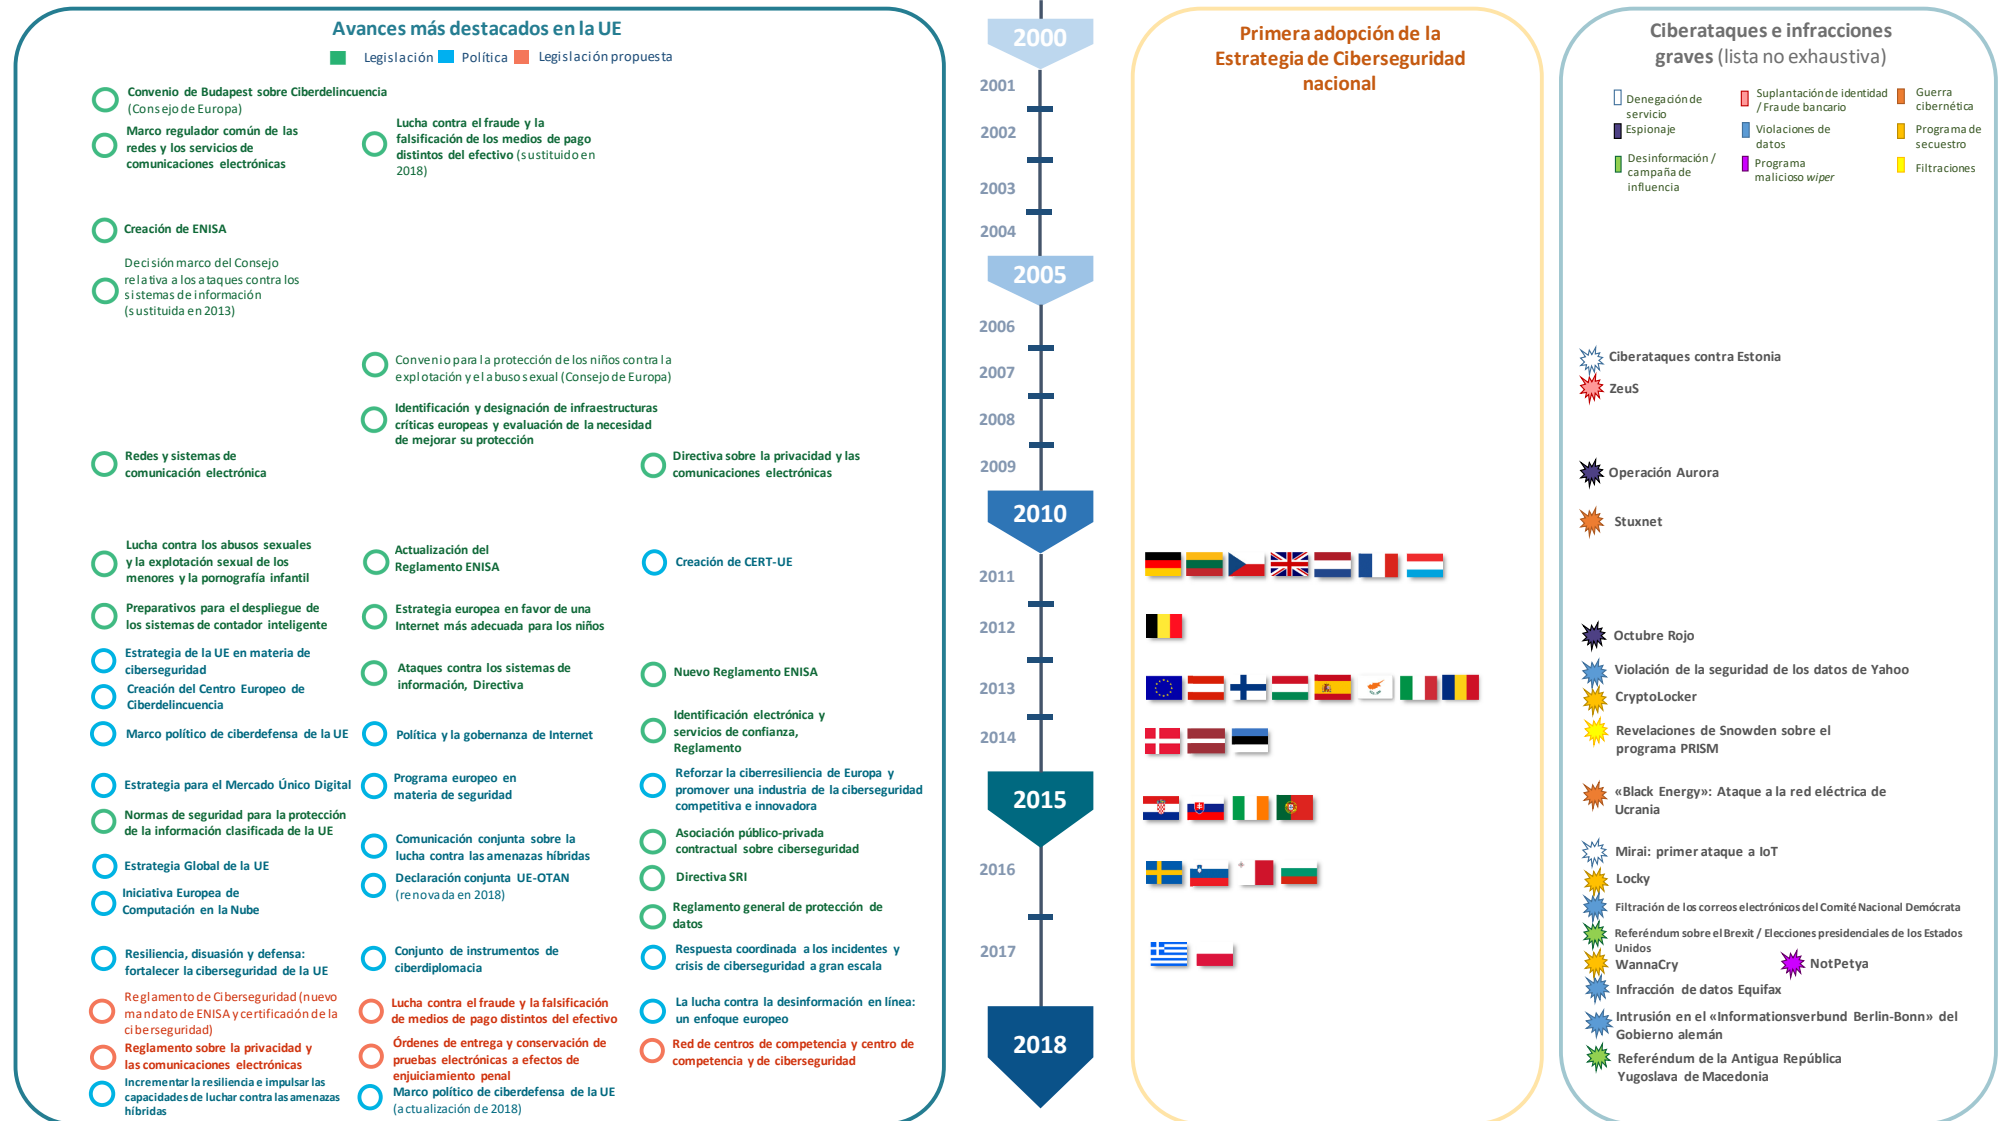 Avances más destacados en la UE
Legislación
Política
Legislación propuesta
Convenio de Budapest sobre Ciberdelincuencia
(Consejo de Europa)
Marco regulador común de las
redes y los servicios de
comunicaciones electrónicas
Lucha contra el fraude y la
falsificación de los medios de pago
distintos del efectivo (sustituido en
2018)
Creación de ENISA
Decisión marco del Consejo
relativa a los ataques contra los
sistemas de información
(sustituida en 2013)
Convenio para la protección de los niños contra la
explotación y el abuso sexual (Consejo de Europa)
Identificación y designación de infraestructuras
críticas europeas y evaluación de la necesidad
de mejorar su protección
Redes y sistemas de
comunicación electrónica
Directiva sobre la privacidad y las
comunicaciones electrónicas
Lucha contra los abusos sexuales
y la explotación sexual de los
menores y la pornografía infantil
Actualización del
Reglamento ENISA
Creación de CERT-UE
Preparativos para el despliegue de
los sistemas de contador inteligente
Estrategia europea en favor de una
Internet más adecuada para los niños
Estrategia de la UE en materia de
ciberseguridad
Creación del Centro Europeo de
Ciberdelincuencia
Ataques contra los sistemas de
información, Directiva
Nuevo Reglamento ENISA
Marco político de ciberdefensa de la UE
Política y la gobernanza de Internet
Identificación electrónica y
servicios de confianza,
Reglamento
Estrategia para el Mercado Único Digital
Programa europeo en
materia de seguridad
Reforzar la ciberresiliencia de Europa y
promover una industria de la ciberseguridad
competitiva e innovadora
Normas de seguridad para la protección
de la información clasificada de la UE
Comunicación conjunta sobre la
lucha contra las amenazas híbridas
Asociación público-privada
contractual sobre ciberseguridad
Estrategia Global de la UE
Declaración conjunta UE-OTAN
(renovada en 2018)
Directiva SRI
Iniciativa Europea de
Computación en la Nube
Reglamento general de protección de
datos
Resiliencia, disuasión y defensa:
fortalecer la ciberseguridad de la UE
Conjunto de instrumentos de
ciberdiplomacia
Respuesta coordinada a los incidentes y
crisis de ciberseguridad a gran escala
Reglamento de Ciberseguridad (nuevo
mandato de ENISA y certificación de la
ciberseguridad)
Lucha contra el fraude y la falsificación
de medios de pago distintos del efectivo
La lucha contra la desinformación en línea:
un enfoque europeo
Reglamento sobre la privacidad y
las comunicaciones electrónicas
Órdenes de entrega y conservación de
pruebas electrónicas a efectos de
enjuiciamiento penal
Red de centros de competencia y centro de
competencia y de ciberseguridad
Incrementar la resiliencia e impulsar las
capacidades de luchar contra las amenazas
híbridas
Marco político de ciberdefensa de la UE
(actualización de 2018)
2000
2001
2002
2003
2004
2005
2006
2007
2008
2009
2010
2011
2012
2013
2014
2015
2016
2017
2018
Primera adopción de la
Estrategia de Ciberseguridad
nacional
Ciberataques e infracciones
graves (lista no exhaustiva)
Denegación de
servicio
Suplantación de identidad
/ Fraude bancario
Guerra
cibernética
Espionaje
Violaciones de
datos
Programa de
secuestro
Desinformación /
campaña de
influencia
Programa
malicioso wiper
Filtraciones
Ciberataques contra Estonia
ZeuS
Operación Aurora
Stuxnet
Octubre Rojo
Violación de la seguridad de los datos de Yahoo
CryptoLocker
Revelaciones de Snowden sobre el
programa PRISM
«Black Energy»: Ataque a la red eléctrica de
Ucrania
Mirai: primer ataque a IoT
Locky
Filtración de los correos electrónicos del Comité Nacional Demócrata
Referéndum sobre el Brexit / Elecciones presidenciales de los Estados
Unidos
WannaCry
NotPetya
Infracción de datos Equifax
Intrusión en el «Informationsverbund Berlin-Bonn» del
Gobierno alemán
Referéndum de la Antigua República
Yugoslava de Macedonia